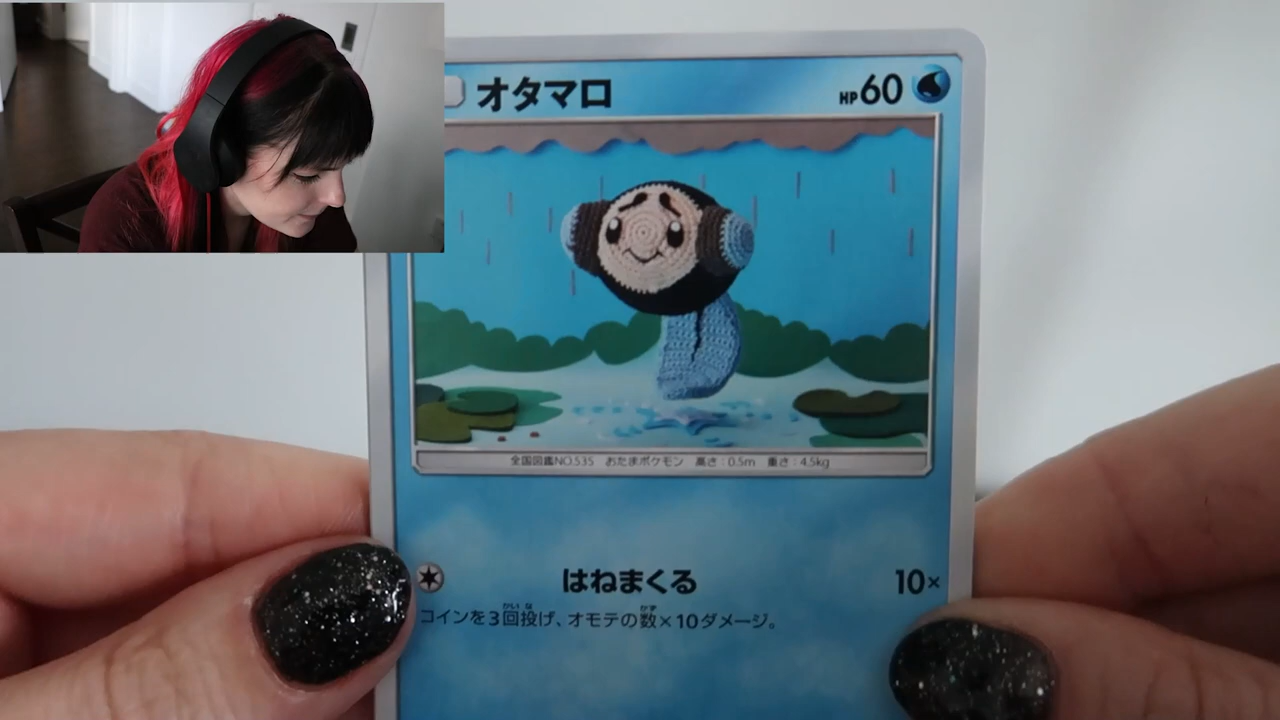 オタマロ HP60
全国図鑑NO.535 おたまポケモン 高さ:0.5m 重さ:4.5kg
はねまくる 10×
コインを3回投げ、オモテの数×10ダメージ。